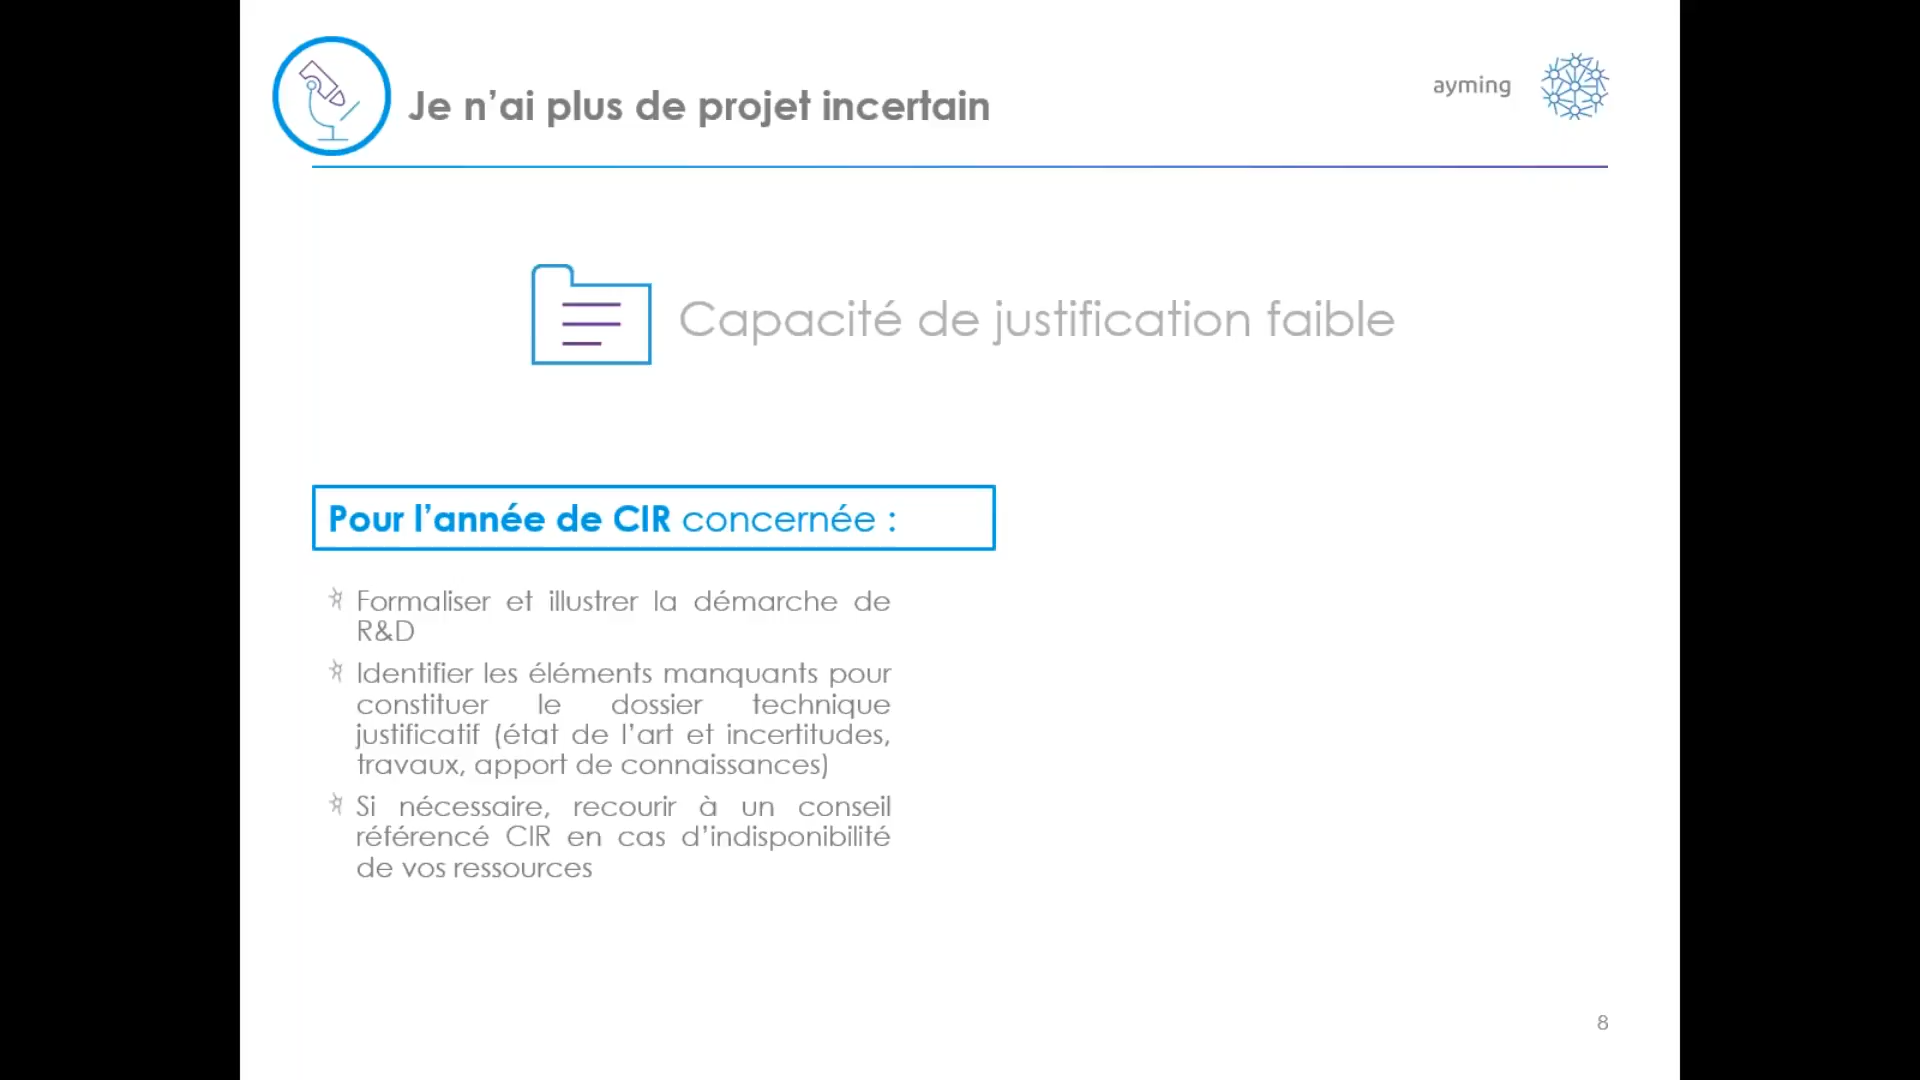 Je n’ai plus de projet incertain
ayming
Capacité de justification faible
Pour l’année de CIR concernée :
Formaliser et illustrer la démarche de
R&D
Identifier les éléments manquants pour
constituer le dossier technique
justificatif (état de l’art et incertitudes,
travaux, apport de connaissances)
Si nécessaire, recourir à un conseil
référencé CIR en cas d’indisponibilité
de vos ressources
8